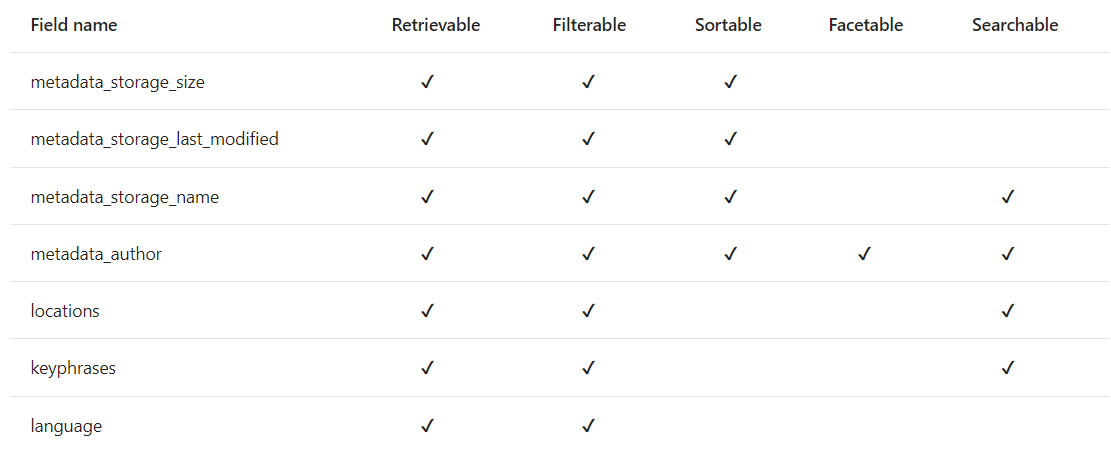 Field name Retrievable Filterable Sortable Facetable Searchable
metadata_storage_size ✓ ✓ ✓
metadata_storage_last_modified ✓ ✓ ✓
metadata_storage_name ✓ ✓ ✓ ✓
metadata_author ✓ ✓ ✓ ✓ ✓
locations ✓ ✓ ✓
keyphrases ✓ ✓ ✓
language ✓ ✓